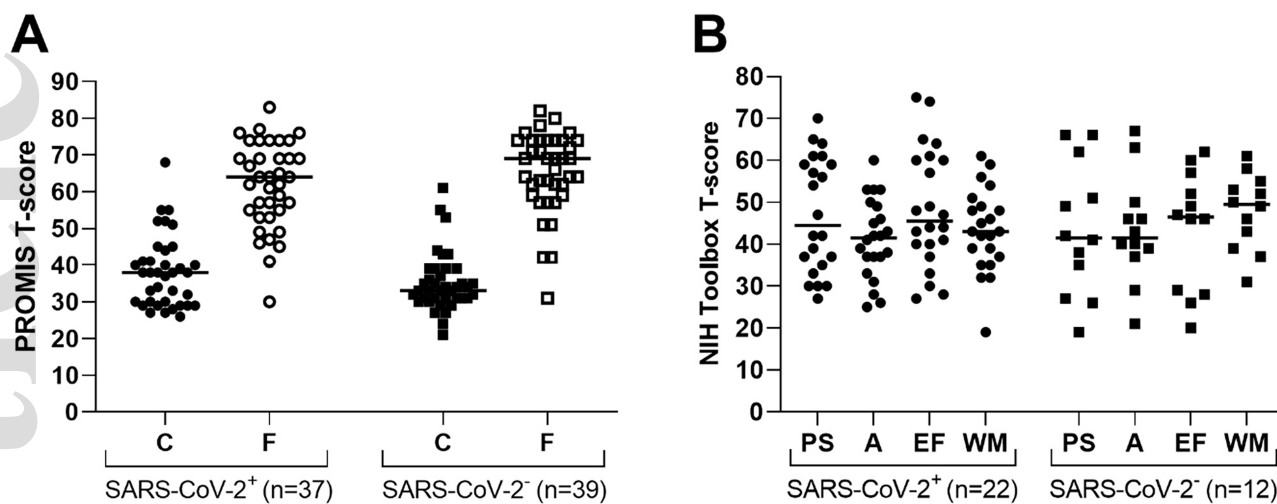 A
PROMIS T-score
90
80
70
60
50
40
30
20
10
0
C F C F
SARS-CoV-2⁺ (n=37) SARS-CoV-2⁻ (n=39)
B
NIH Toolbox T-score
80
70
60
50
40
30
20
10
0
PS A EF WM PS A EF WM
SARS-CoV-2⁺ (n=22) SARS-CoV-2⁻ (n=12)